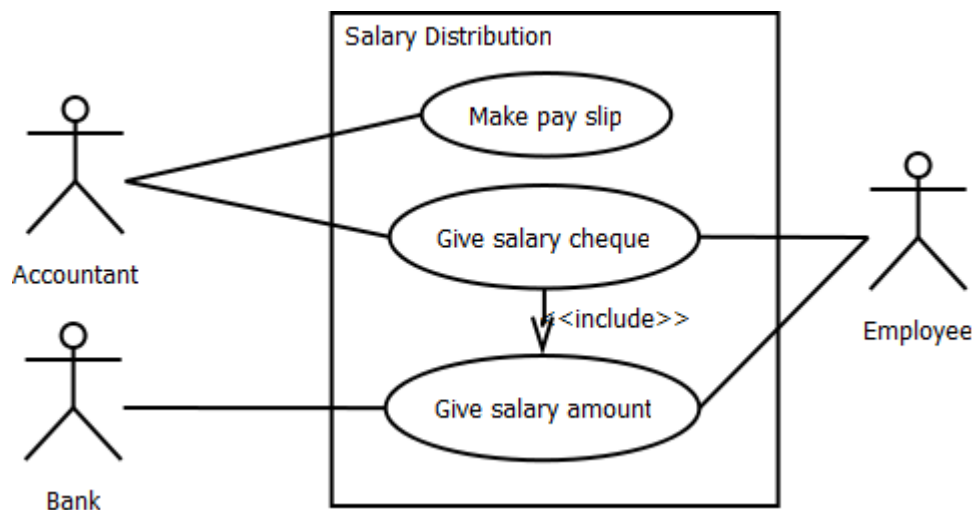 Salary Distribution
Make pay slip
Give salary cheque
Accountant
<<include>>
Employee
Give salary amount
Bank